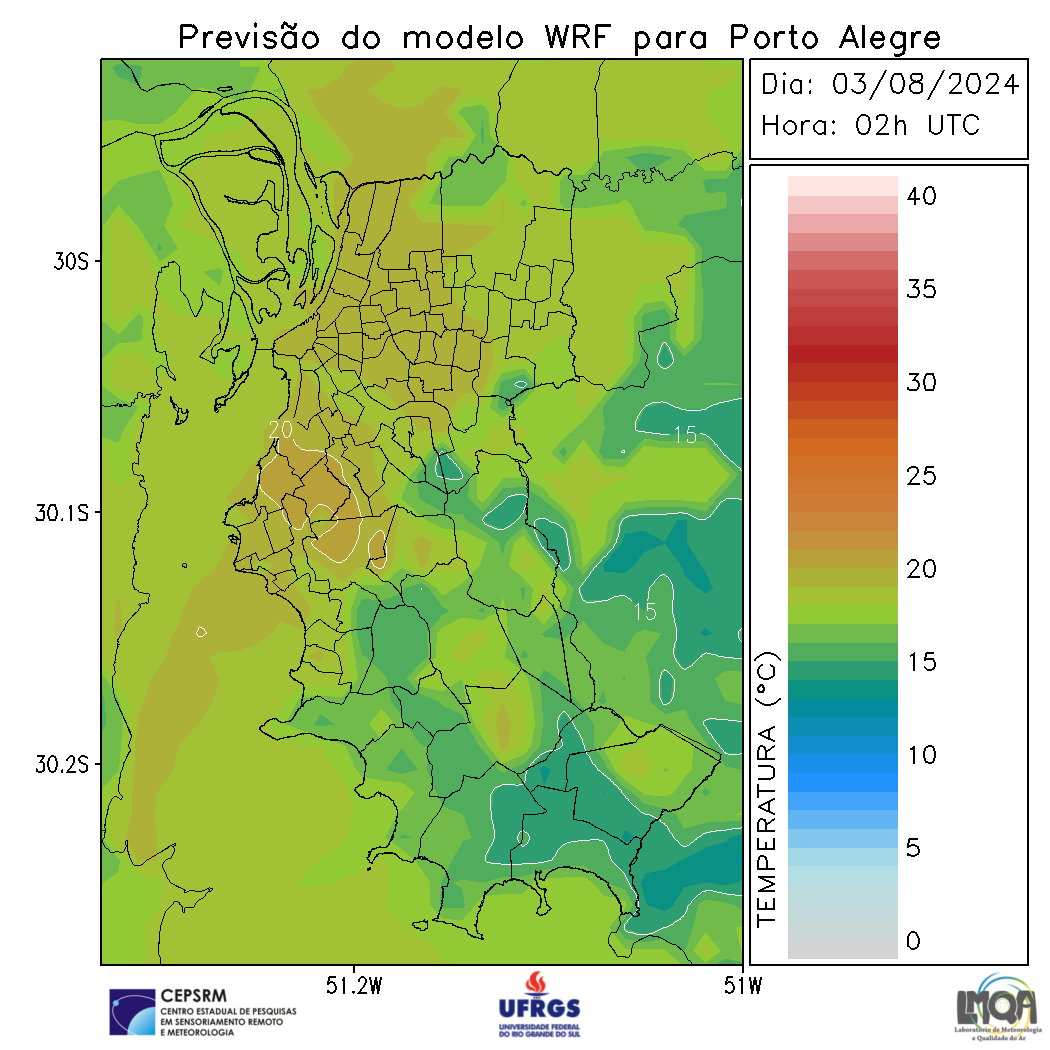 Previsão do modelo WRF para Porto Alegre
Dia: 03/08/2024
Hora: 02h UTC
40
35
30
25
20
15
10
5
0
TEMPERATURA (°C)
30S
30.1S
30.2S
51.2W
51W
20
15
15
CEPSRM
CENTRO ESTADUAL DE PESQUISAS
EM SENSORIAMENTO REMOTO
E METEOROLOGIA
UFRGS
UNIVERSIDADE FEDERAL
DO RIO GRANDE DO SUL
LMQA
Laboratório de Meteorologia
e Qualidade do Ar